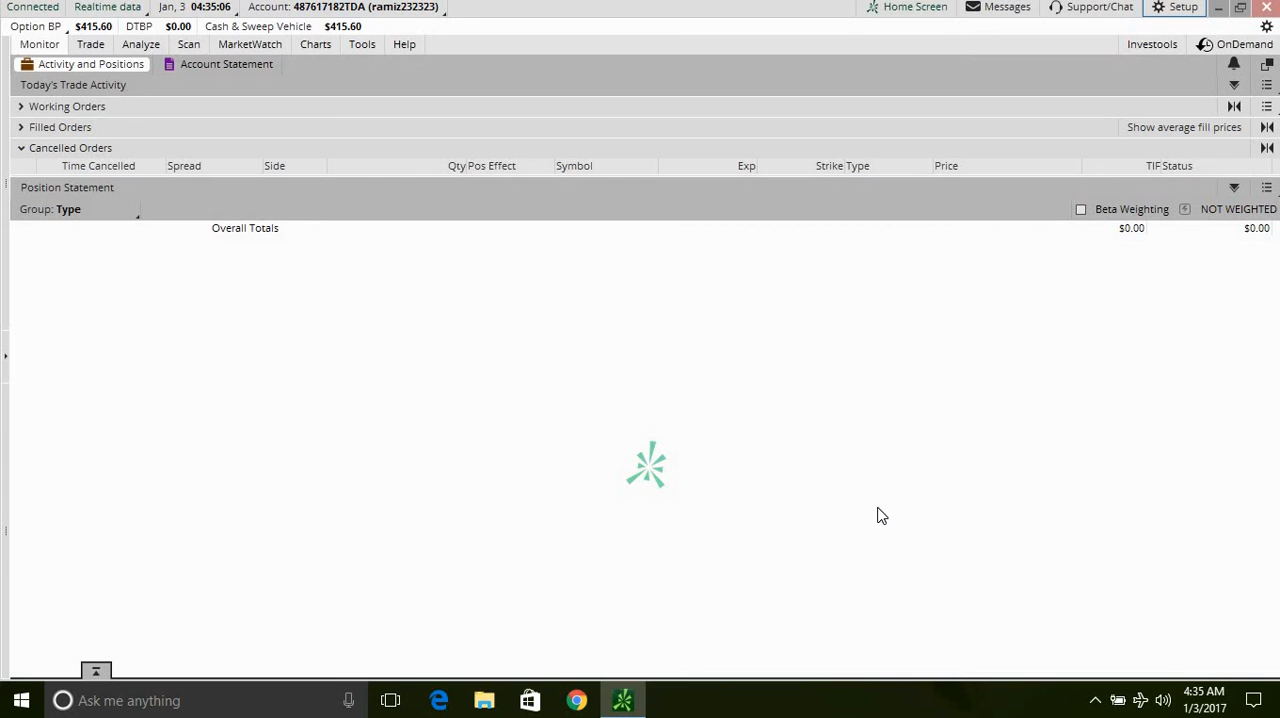 Connected Realtime data Jan, 3 04:35:06 Account: 487617182TDA (ramiz232323) Home Screen Messages Support/Chat Setup
Option BP $415.60 DTBP $0.00 Cash & Sweep Vehicle $415.60
Monitor Trade Analyze Scan MarketWatch Charts Tools Help Investools OnDemand
Activity and Positions Account Statement
Today's Trade Activity
Working Orders
Filled Orders Show average fill prices
Cancelled Orders
Time Cancelled Spread Side Qty Pos Effect Symbol Exp Strike Type Price TIF Status
Position Statement
Group: Type Beta Weighting NOT WEIGHTED
Overall Totals $0.00 $0.00
Ask me anything
4:35 AM
1/3/2017